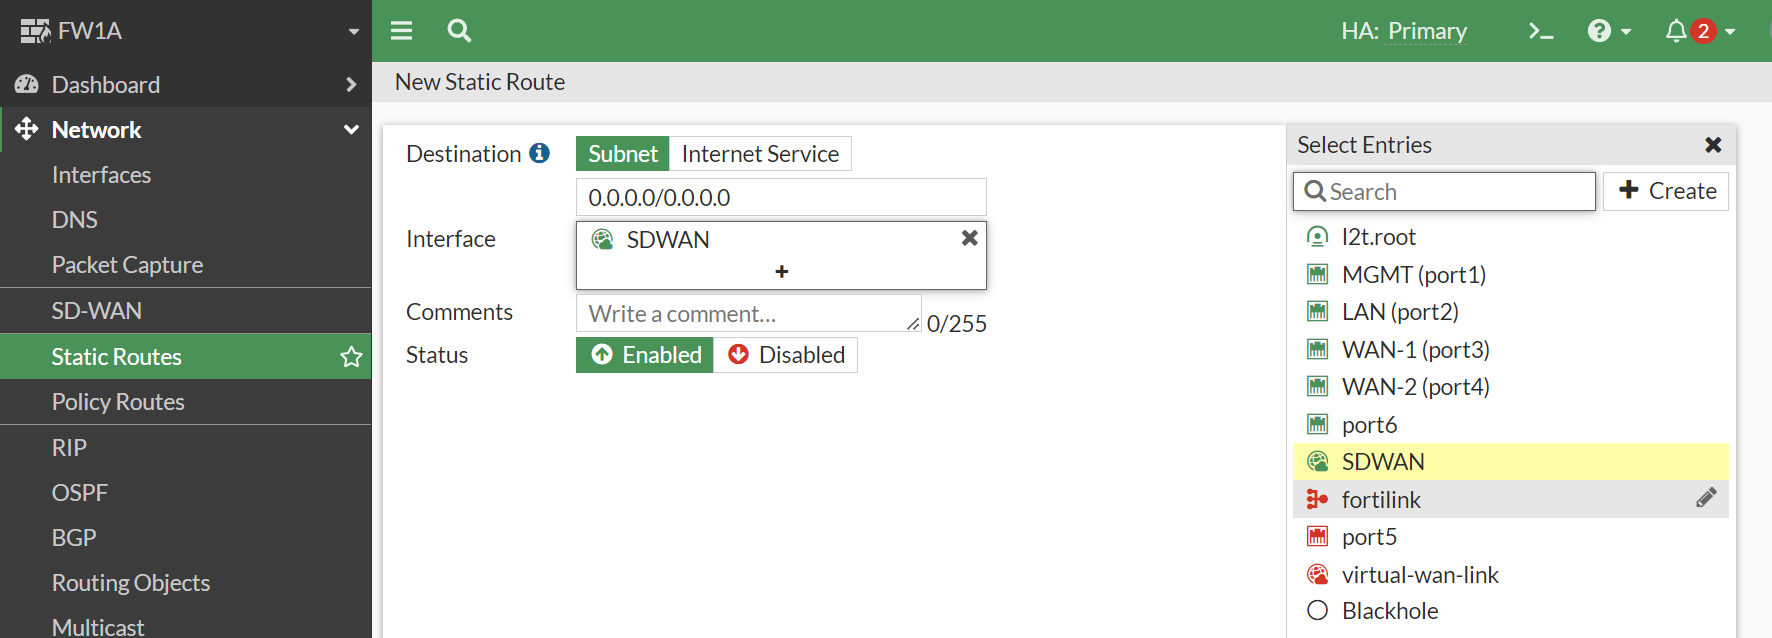 FW1A
HA: Primary
2
Dashboard
Network
Interfaces
DNS
Packet Capture
SD-WAN
Static Routes
Policy Routes
RIP
OSPF
BGP
Routing Objects
Multicast
New Static Route
Destination
Subnet
Internet Service
0.0.0.0/0.0.0.0
Interface
SDWAN
+
Comments
Write a comment...
0/255
Status
Enabled
Disabled
Select Entries
Search
+ Create
l2t.root
MGMT (port1)
LAN (port2)
WAN-1 (port3)
WAN-2 (port4)
port6
SDWAN
fortilink
port5
virtual-wan-link
Blackhole